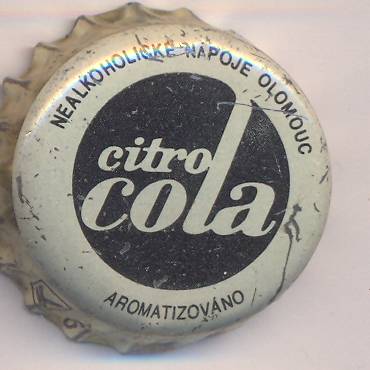 NEALKOHOLICKÉ NÁPOJE OLOMOUC
citro
cola
AROMATIZOVÁNO